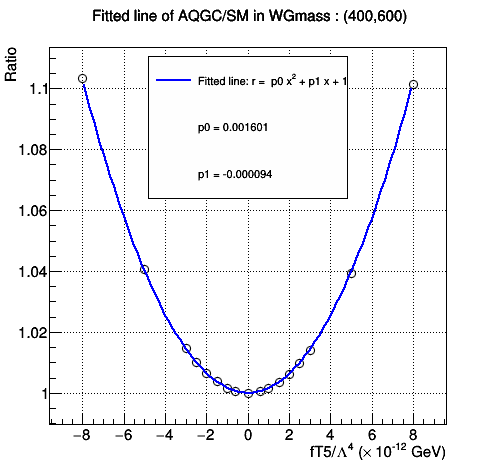 Fitted line of AQGC/SM in WGmass : (400,600)
Ratio
Fitted line: r = p0 x² + p1 x + 1
p0 = 0.001601
p1 = -0.000094
1.1
1.08
1.06
1.04
1.02
1
−8 −6 −4 −2 0 2 4 6 8
fT5/Λ⁴ (× 10⁻¹² GeV)